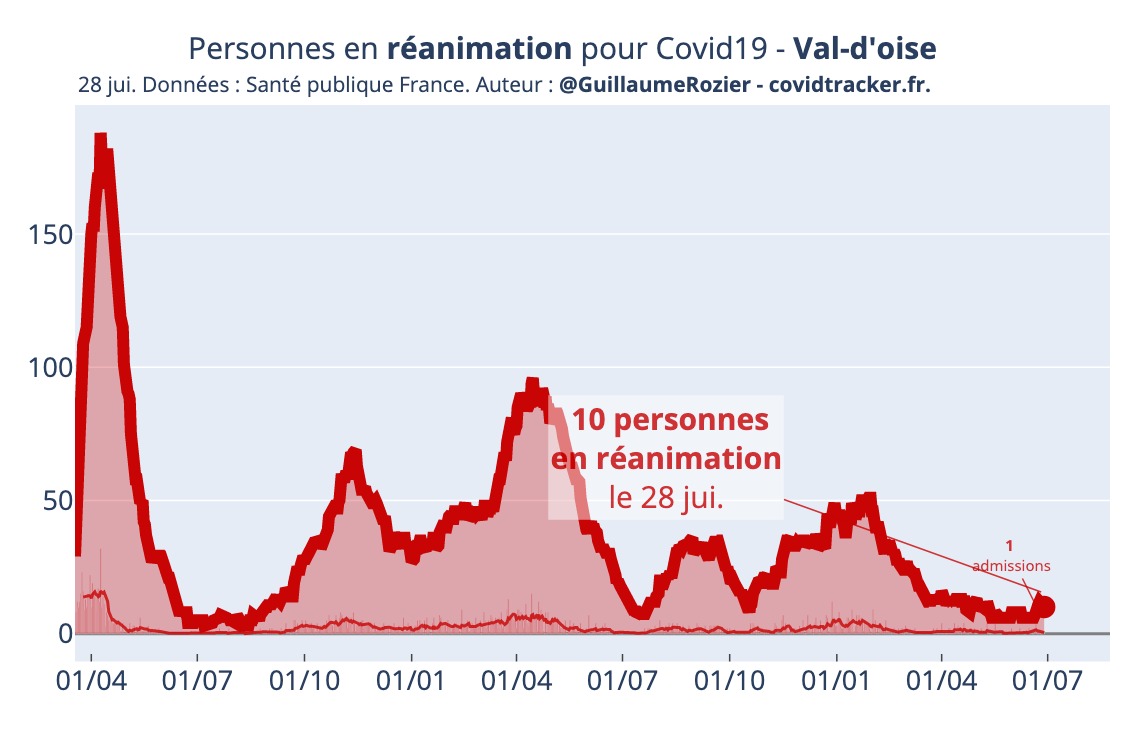 Personnes en réanimation pour Covid19 - Val-d'oise
28 jui. Données : Santé publique France. Auteur : @GuillaumeRozier - covidtracker.fr.
150
100
10 personnes
en réanimation
le 28 jui.
50
1
admissions
0
01/04 01/07 01/10 01/01 01/04 01/07 01/10 01/01 01/04 01/07